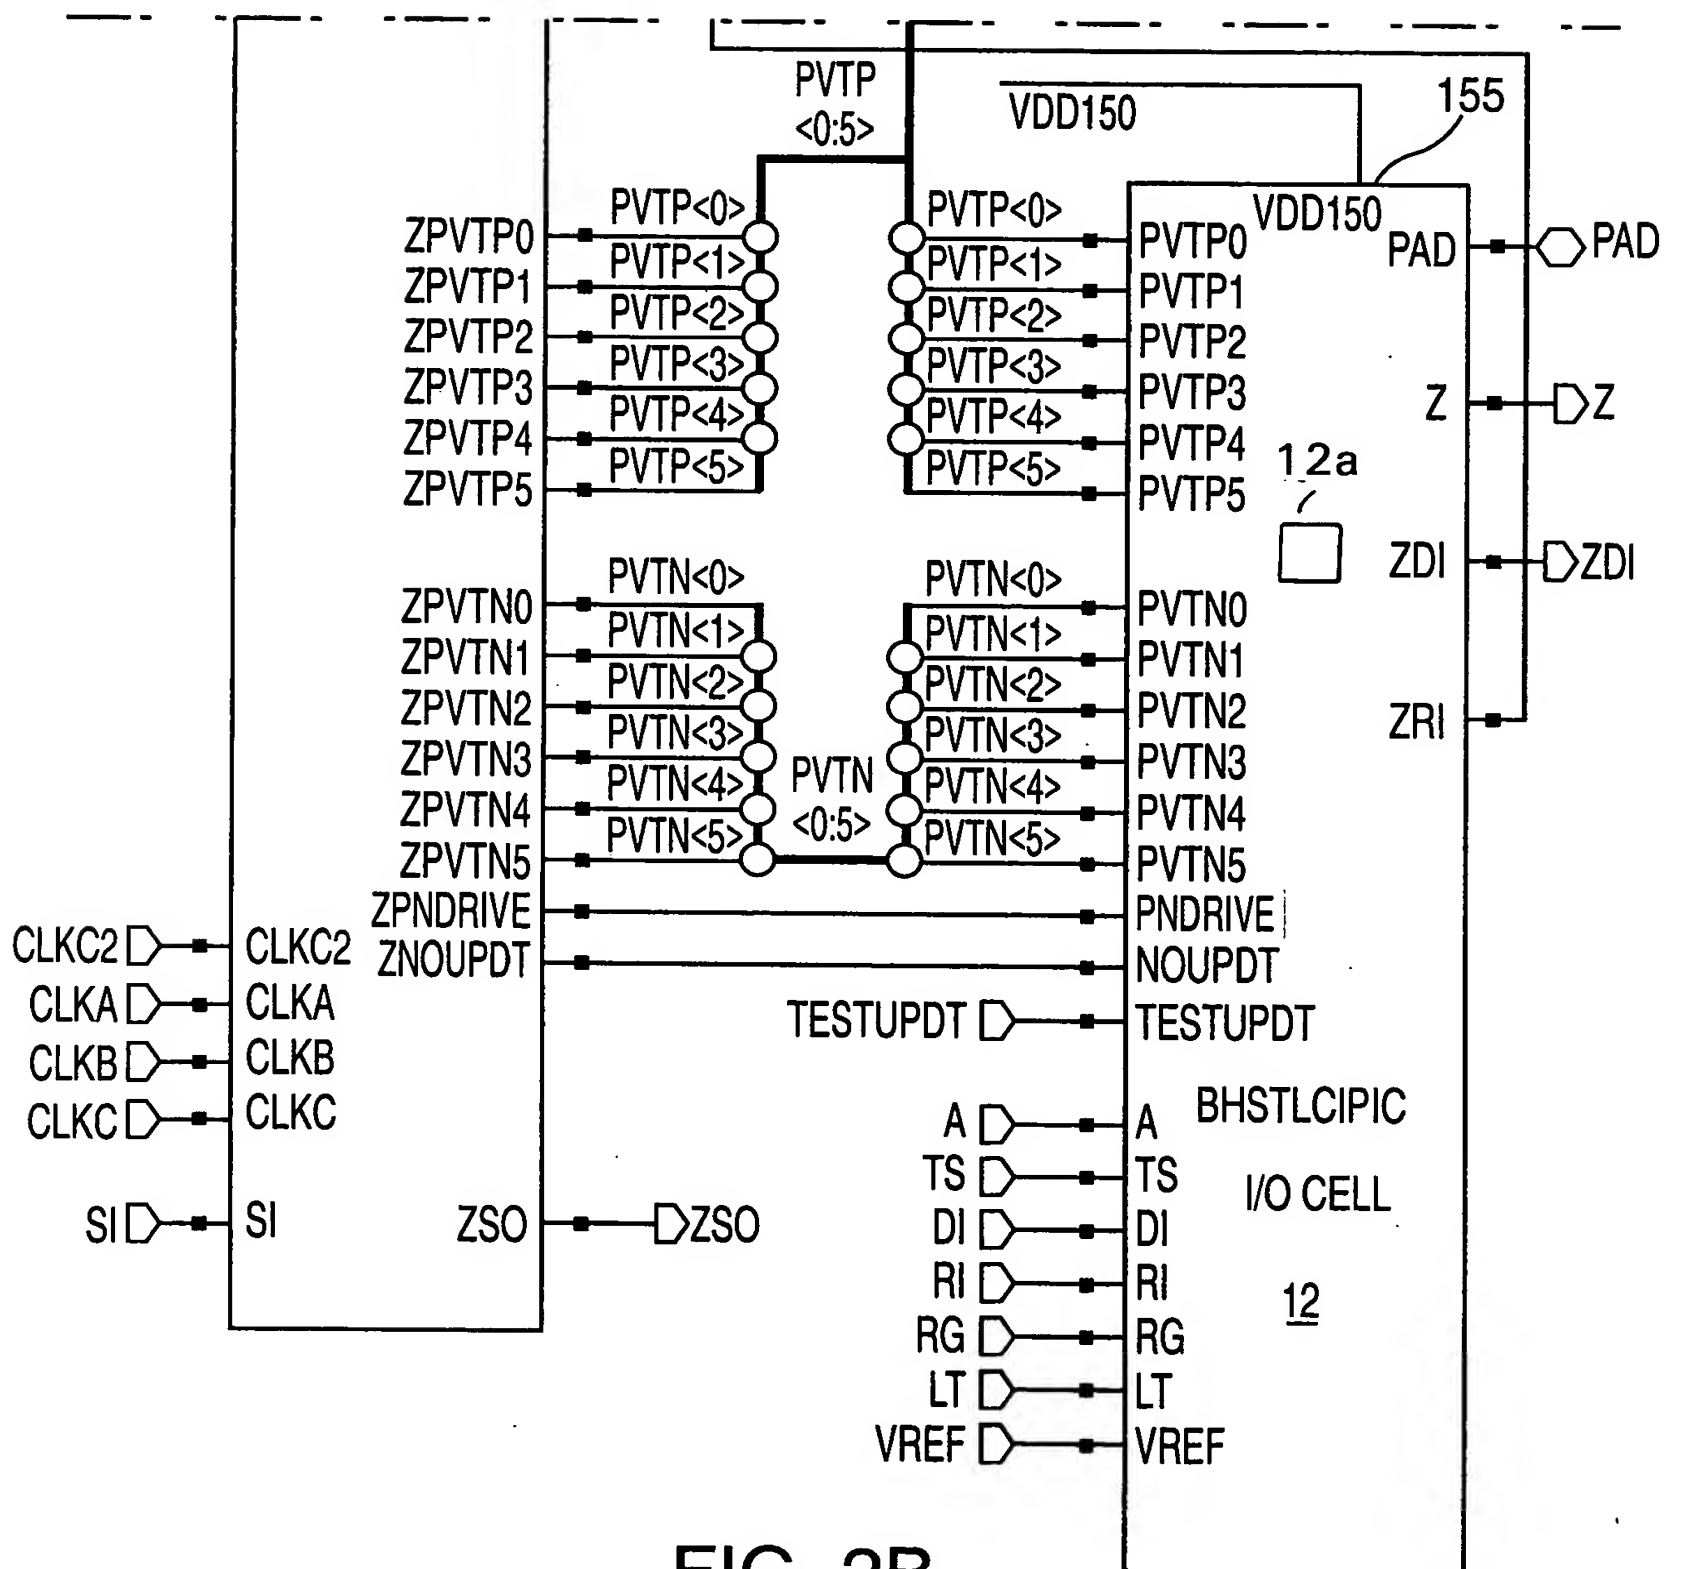 PVTP
<0:5>
VDD150
155
VDD150
ZPVTP0 PVTP<0> PVTP<0> PVTP0 PAD PAD
ZPVTP1 PVTP<1> PVTP<1> PVTP1
ZPVTP2 PVTP<2> PVTP<2> PVTP2
ZPVTP3 PVTP<3> PVTP<3> PVTP3 Z Z
ZPVTP4 PVTP<4> PVTP<4> PVTP4
ZPVTP5 PVTP<5> PVTP<5> PVTP5
12a
ZDI ZDI
ZPVTN0 PVTN<0> PVTN<0> PVTN0
ZPVTN1 PVTN<1> PVTN<1> PVTN1
ZPVTN2 PVTN<2> PVTN<2> PVTN2 ZRI
ZPVTN3 PVTN<3> PVTN<3> PVTN3
PVTN
<0:5>
ZPVTN4 PVTN<4> PVTN<4> PVTN4
ZPVTN5 PVTN<5> PVTN<5> PVTN5
ZPNDRIVE PNDRIVE
CLKC2 CLKC2 ZNOUPDT NOUPDT
CLKA CLKA TESTUPDT TESTUPDT
CLKB CLKB
CLKC CLKC A A BHSTLCIPIC
TS TS I/O CELL
SI SI ZSO ZSO DI DI
RI RI 12
RG RG
LT LT
VREF VREF
FIG. 2B